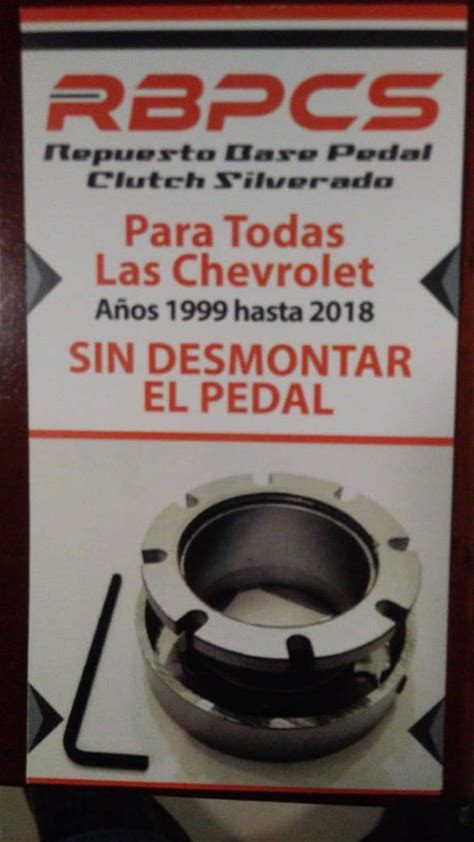 RBPCS
Repuesto Base Pedal
Clutch Silverado
Para Todas
Las Chevrolet
Años 1999 hasta 2018
SIN DESMONTAR
EL PEDAL